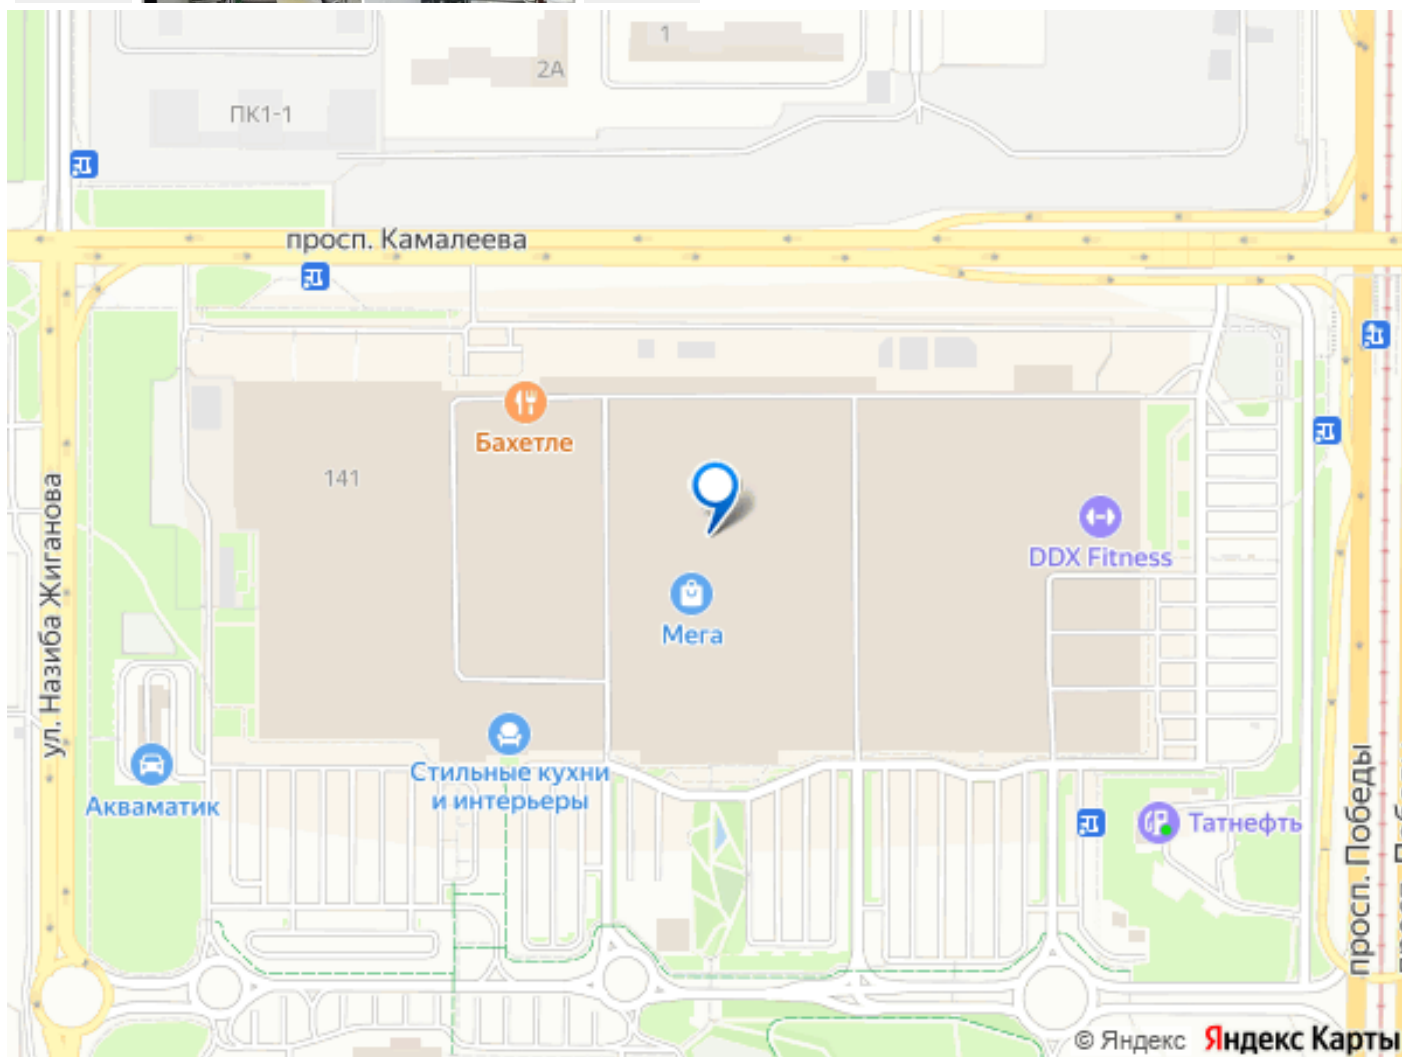 1
2А
ПК1-1
просп. Камалеева
Бахетле
141
DDX Fitness
Мега
ул. Назиба Жиганова
Стильные кухни
и интерьеры
Акваматик
Татнефть
просп. Победы
© Яндекс Яндекс Карты